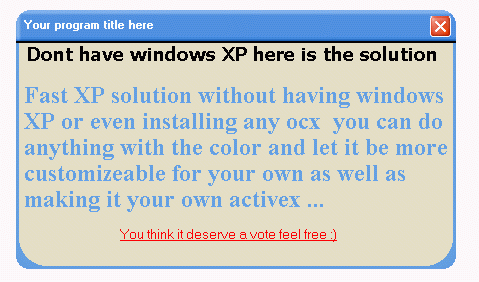 Your program title here
Dont have windows XP here is the solution
Fast XP solution without having windows
XP or even installing any ocx  you can do
anything with the color and let it be more
customizeable for your own as well as
making it your own activex ...
You think it deserve a vote feel free :)